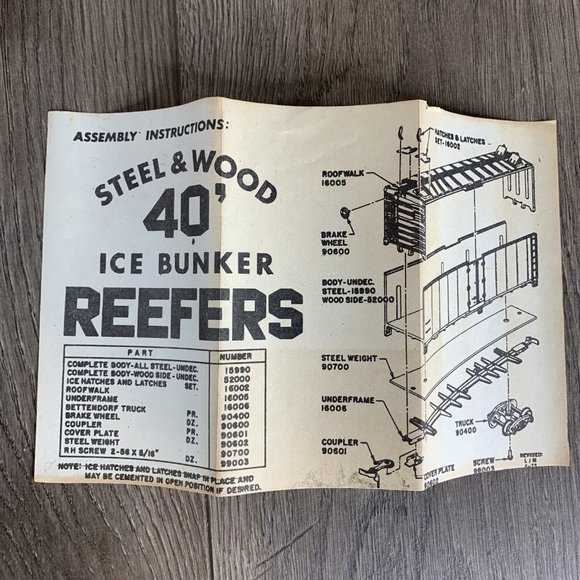 ASSEMBLY INSTRUCTIONS:
STEEL & WOOD
40'
ICE BUNKER
REEFERS
PART NUMBER
COMPLETE BODY-ALL STEEL-UNDEC. 15990
COMPLETE BODY-WOOD SIDE-UNDEC. 52000
ICE HATCHES AND LATCHES SET. 16002
ROOFWALK 16005
UNDERFRAME 16006
BETTENDORF TRUCK PR. 90400
BRAKE WHEEL DZ. 90600
COUPLER PR. 90601
COVER PLATE PR. 90602
STEEL WEIGHT DZ. 90700
RH SCREW 2-56 X 5/16" DZ. 99003
NOTE: ICE HATCHES AND LATCHES SNAP IN PLACE AND
MAY BE CEMENTED IN OPEN POSITION IF DESIRED.
HATCHES & LATCHES
SET-16002
ROOFWALK
16005
BRAKE
WHEEL
90600
BODY-UNDEC.
STEEL-15990
WOOD SIDE-52000
STEEL WEIGHT
90700
UNDERFRAME
16006
TRUCK
90400
COUPLER
90601
COVER PLATE
90602
SCREW
99003
REVISED: